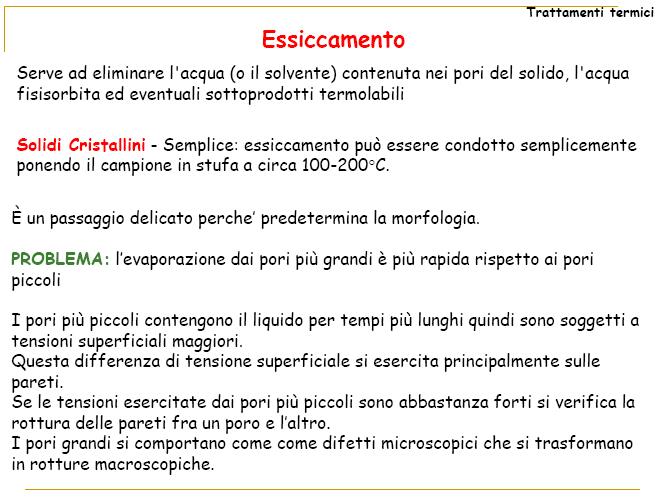 Trattamenti termici
Essiccamento
Serve ad eliminare l'acqua (o il solvente) contenuta nei pori del solido, l'acqua
fisisorbita ed eventuali sottoprodotti termolabili
Solidi Cristallini - Semplice: essiccamento può essere condotto semplicemente
ponendo il campione in stufa a circa 100-200°C.
È un passaggio delicato perche' predetermina la morfologia.
PROBLEMA: l'evaporazione dai pori più grandi è più rapida rispetto ai pori
piccoli
I pori più piccoli contengono il liquido per tempi più lunghi quindi sono soggetti a
tensioni superficiali maggiori.
Questa differenza di tensione superficiale si esercita principalmente sulle
pareti.
Se le tensioni esercitate dai pori più piccoli sono abbastanza forti si verifica la
rottura delle pareti fra un poro e l'altro.
I pori grandi si comportano come come difetti microscopici che si trasformano
in rotture macroscopiche.